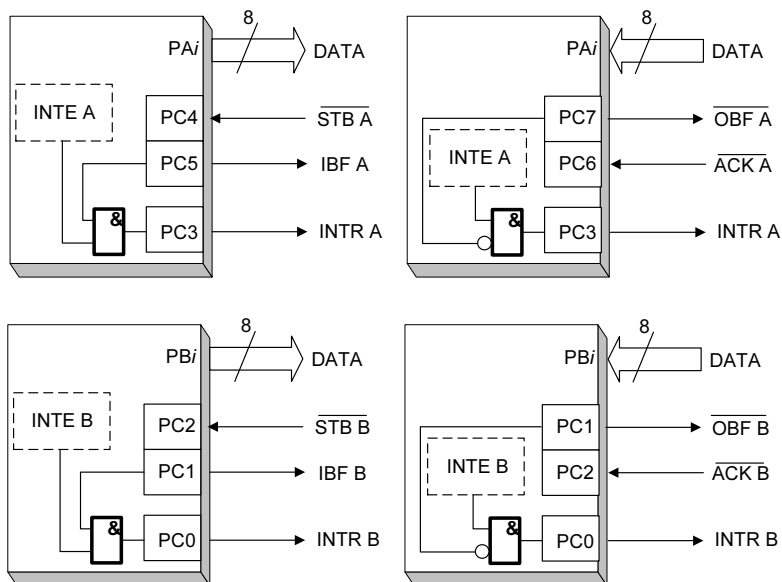 PAi
8
DATA
INTE A
PC4
STB A
PC5
IBF A
&
PC3
INTR A
PAi
8
DATA
PC7
OBF A
INTE A
PC6
ACK A
&
PC3
INTR A
PBi
8
DATA
INTE B
PC2
STB B
PC1
IBF B
&
PC0
INTR B
PBi
8
DATA
PC1
OBF B
INTE B
PC2
ACK B
&
PC0
INTR B